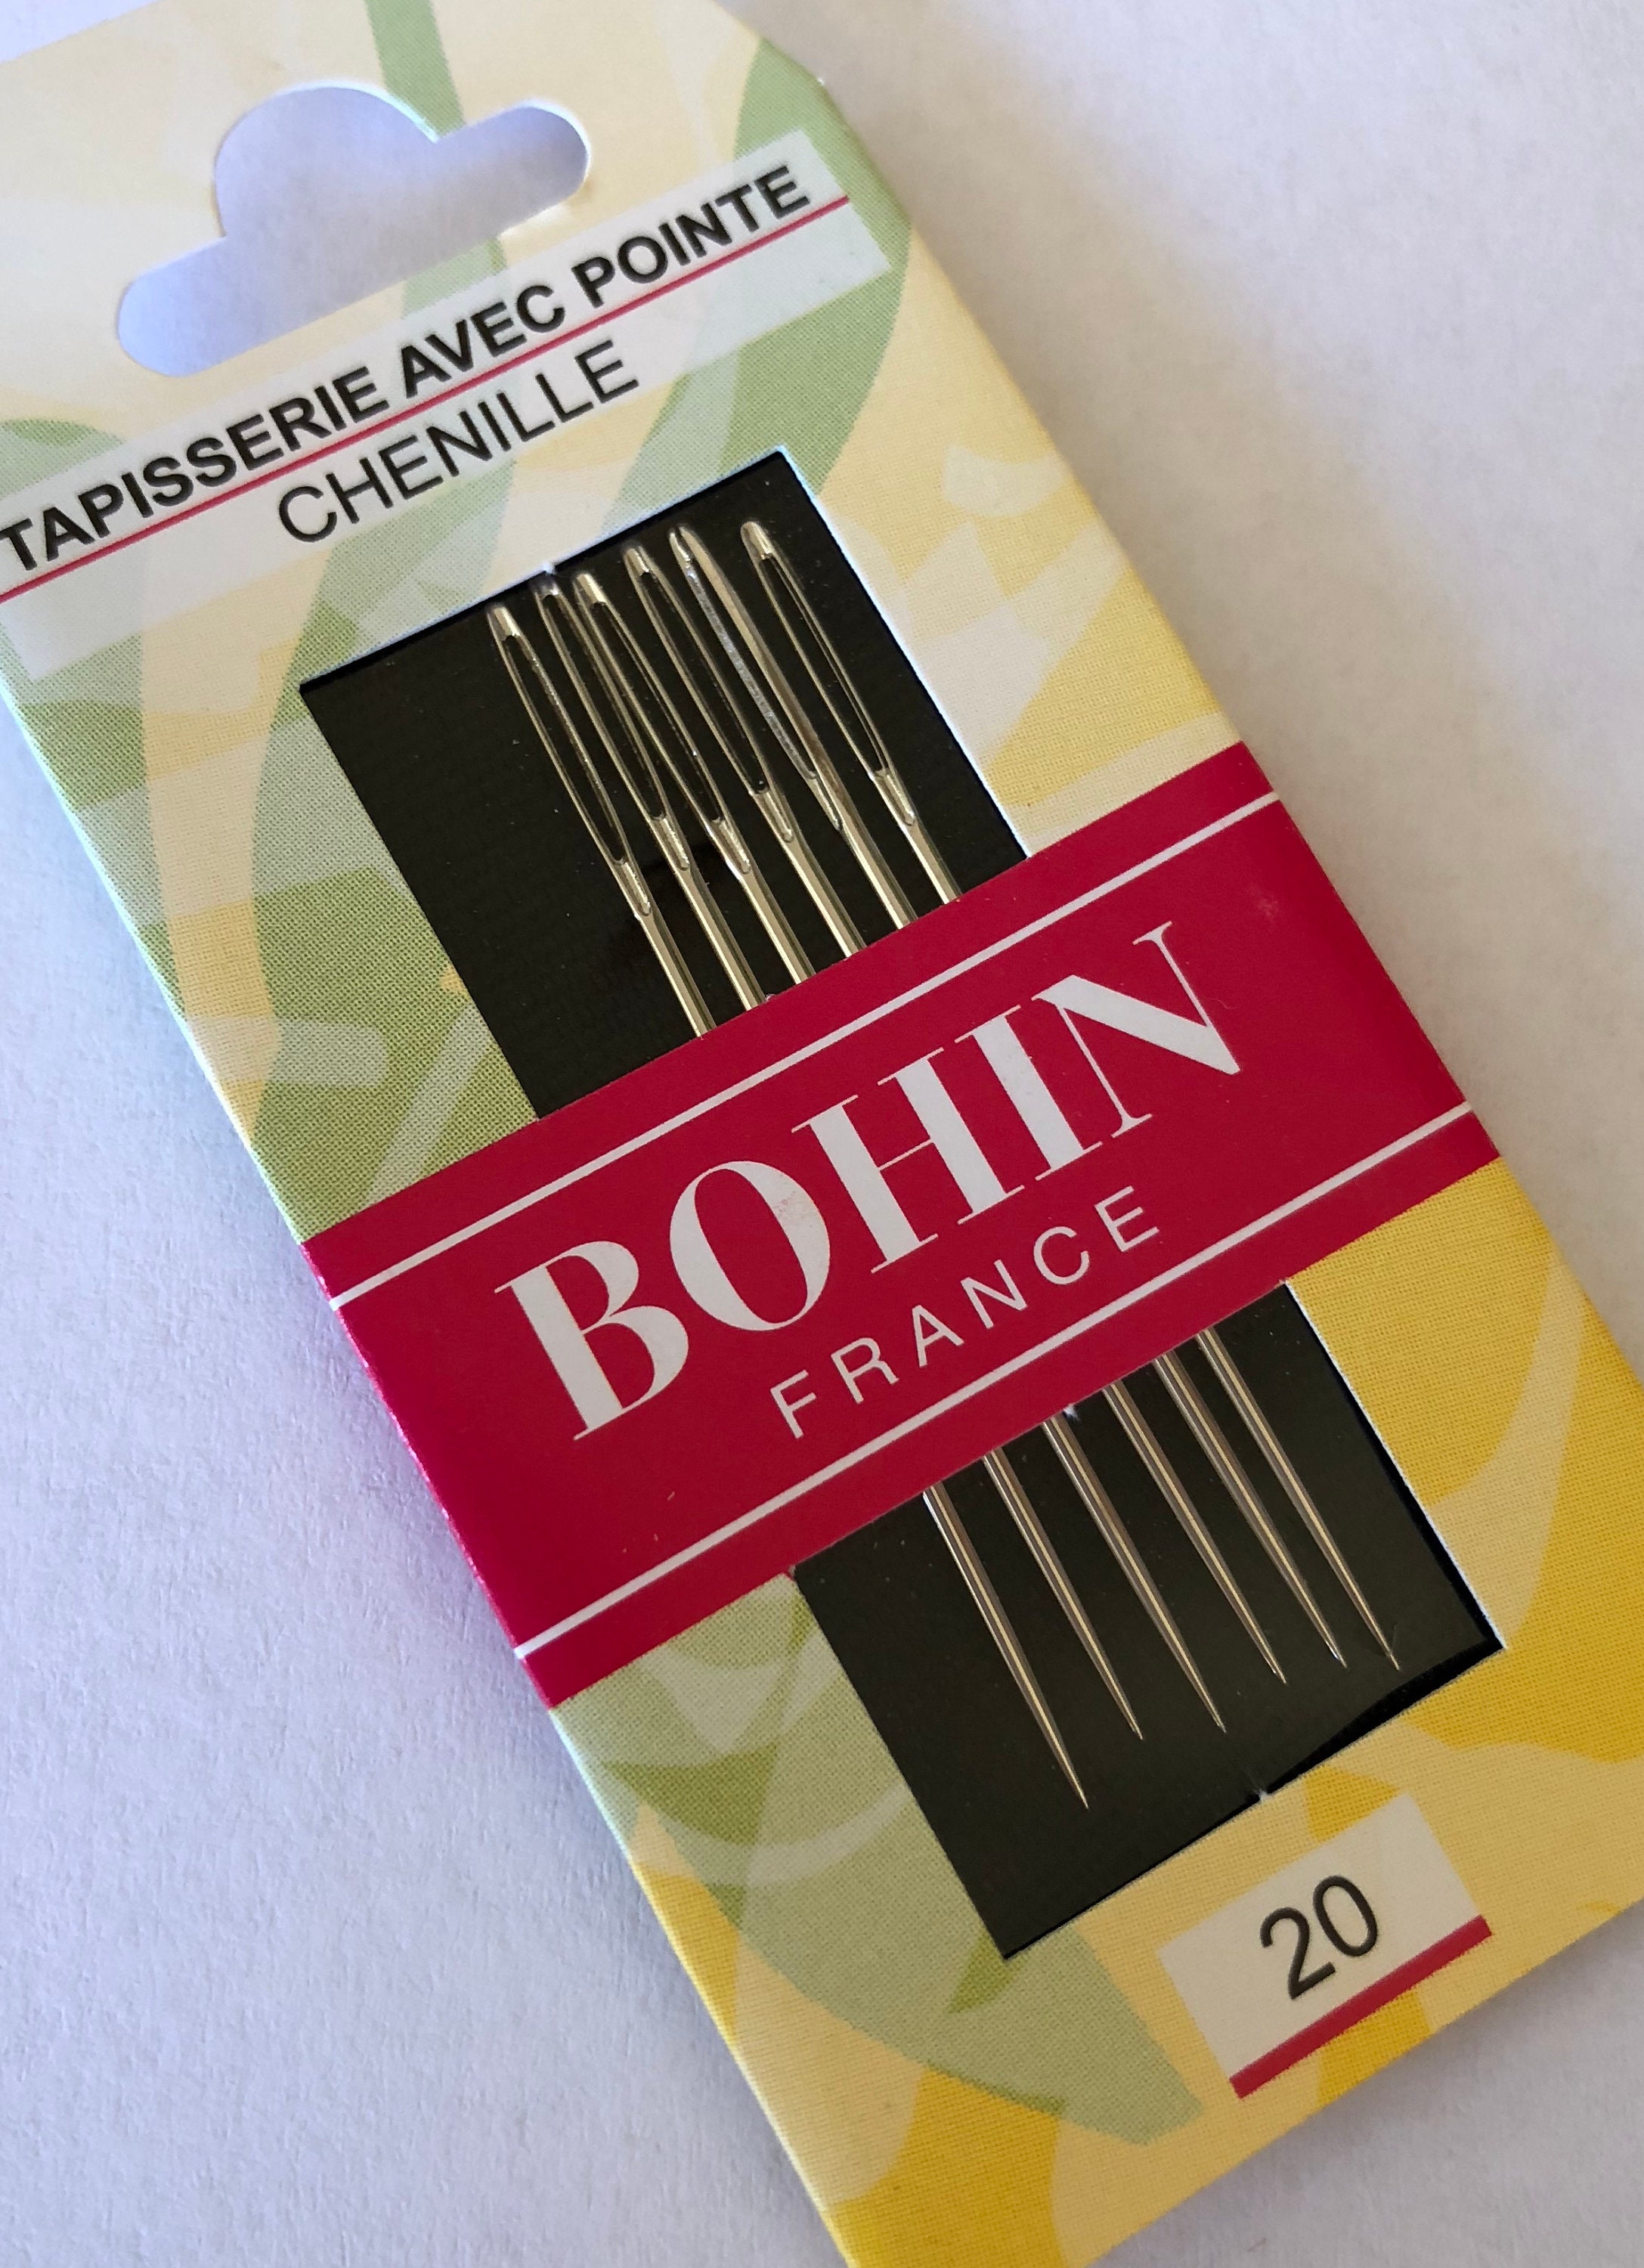 TAPISSERIE AVEC POINTE
CHENILLE
BOHIN
FRANCE
20